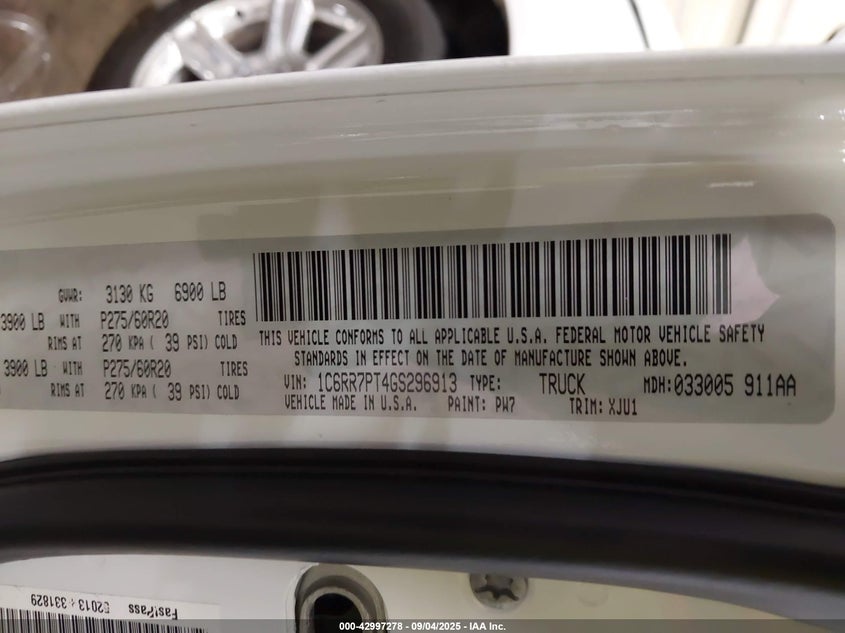 GVWR: 3130 KG 6900 LB
3900 LB WITH P275/60R20 TIRES
RIMS AT 270 KPA ( 39 PSI) COLD
3900 LB WITH P275/60R20 TIRES
RIMS AT 270 KPA ( 39 PSI) COLD
THIS VEHICLE CONFORMS TO ALL APPLICABLE U.S.A. FEDERAL MOTOR VEHICLE SAFETY
STANDARDS IN EFFECT ON THE DATE OF MANUFACTURE SHOWN ABOVE.
VIN: 1C6RR7PT4GS296913 TYPE: TRUCK MDH:033005 911AA
VEHICLE MADE IN U.S.A. PAINT: PW7 TRIM: XJU1
FastPass 331829
000-42997278 - 09/04/2025 - IAA Inc.